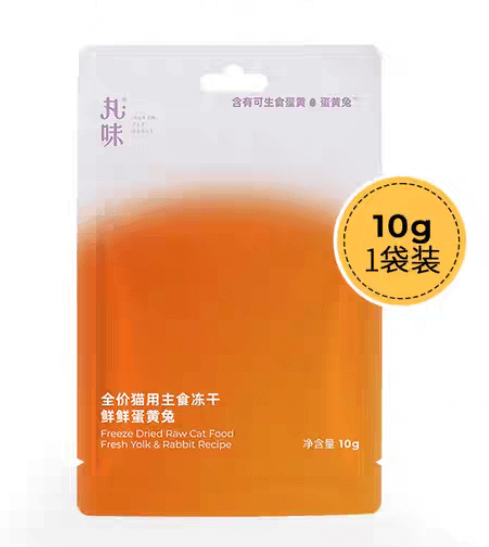 丸味
含有可生食蛋黄 蛋黄兔
10g
1袋装
全价猫用主食冻干
鲜鲜蛋黄兔
Freeze Dried Raw Cat Food
Fresh Yolk & Rabbit Recipe
净含量 10g